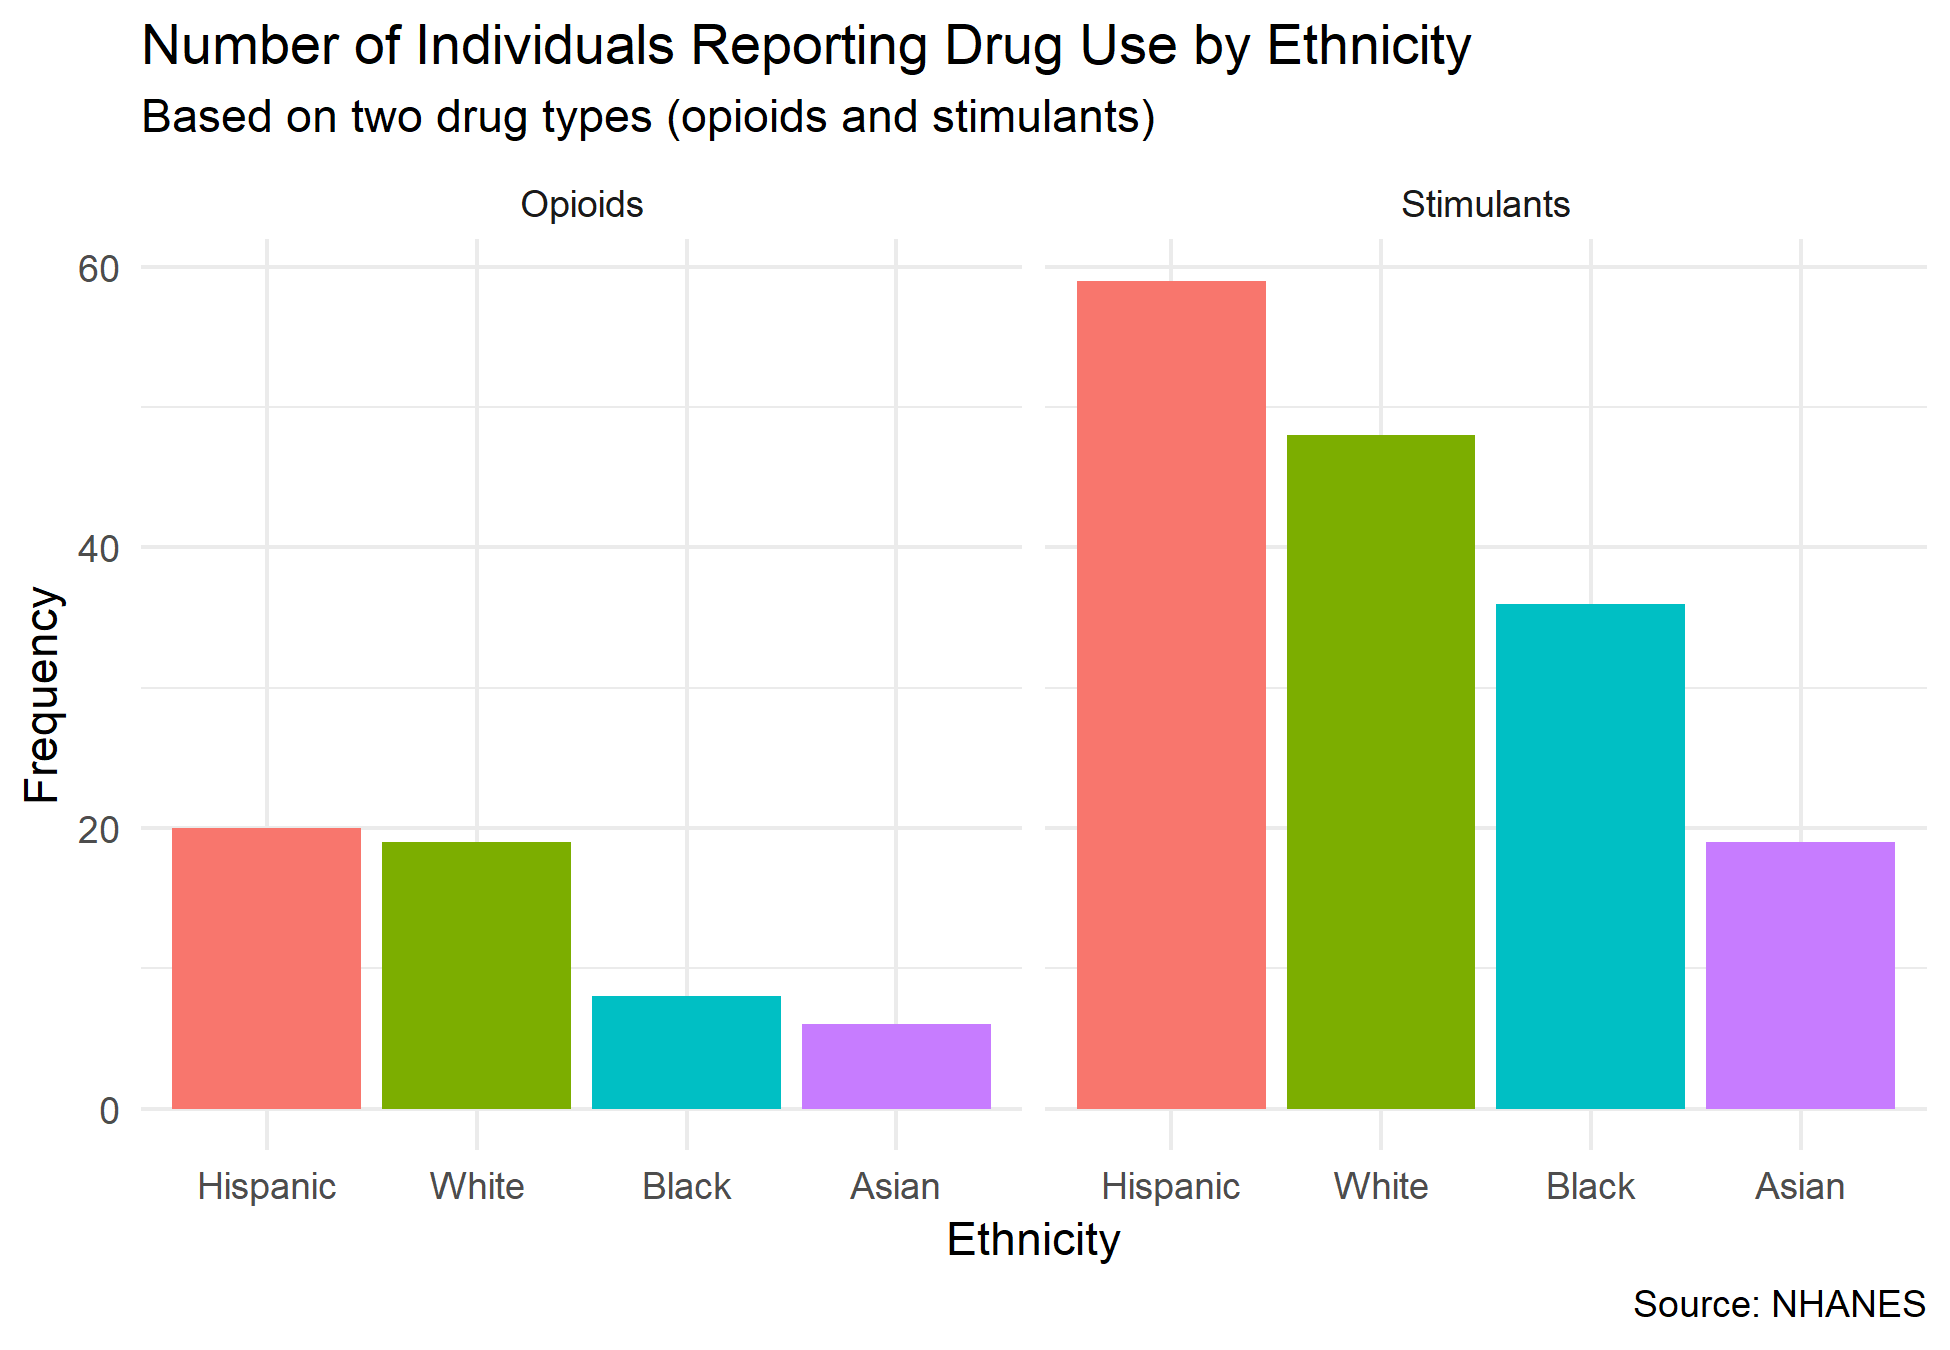 Number of Individuals Reporting Drug Use by Ethnicity
Based on two drug types (opioids and stimulants)
Opioids
Stimulants
60
40
20
0
Frequency
Hispanic White Black Asian
Hispanic White Black Asian
Ethnicity
Source: NHANES